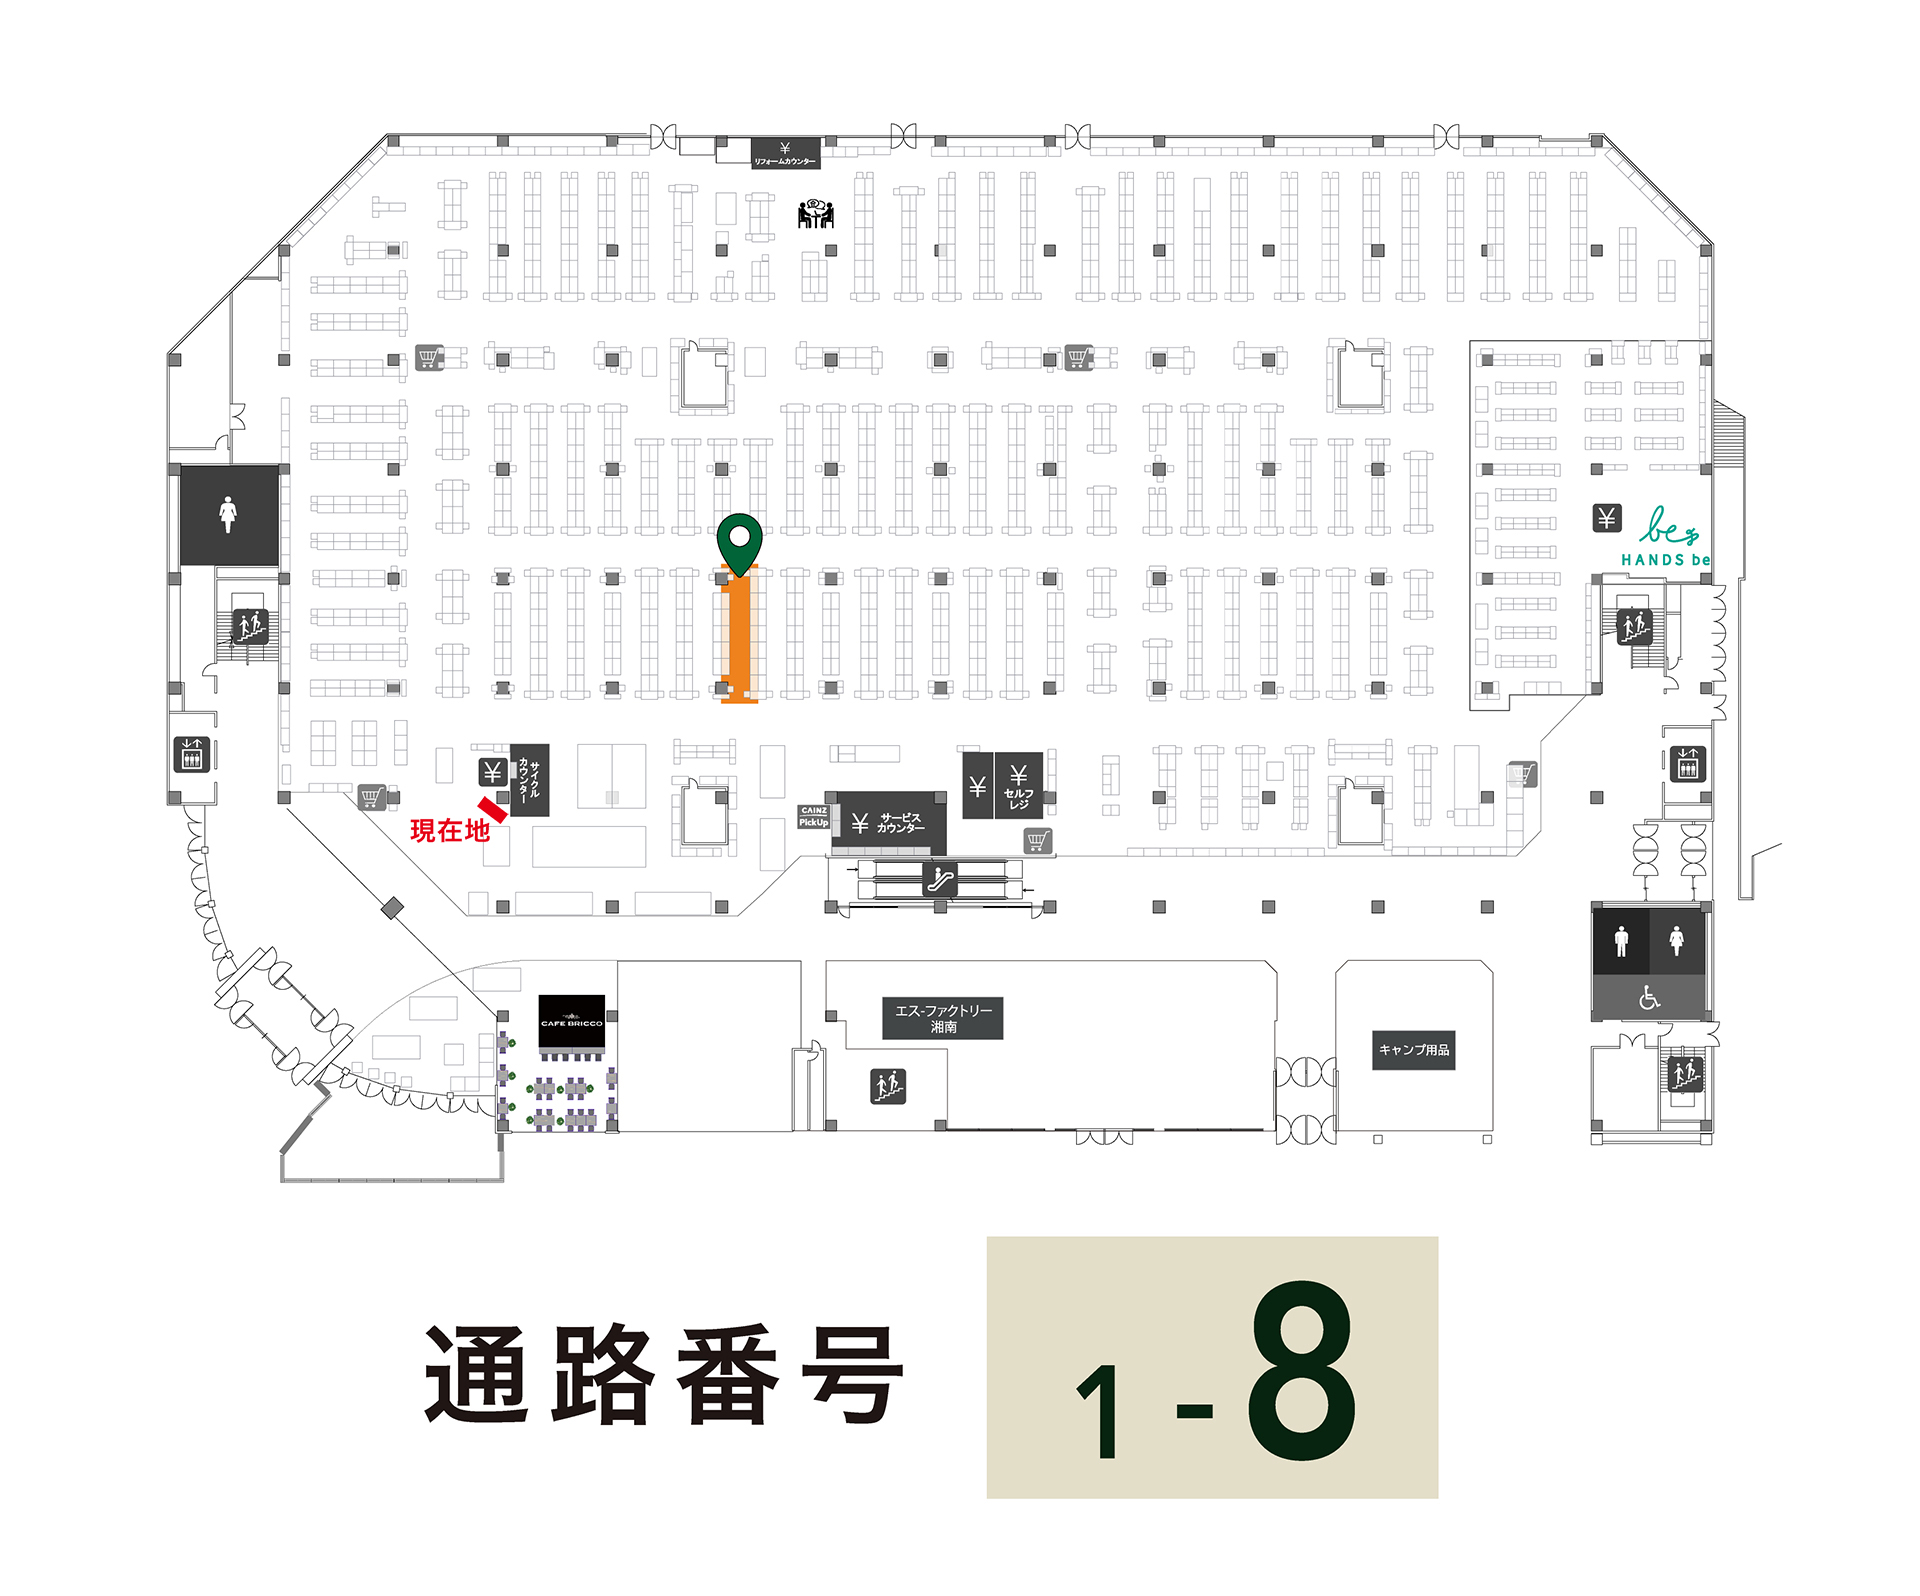 ¥
リフォームカウンター
¥
be
HANDS be
¥
サイクル
カウンター
現在地
CAINZ
PickUp
¥
サービス
カウンター
¥
¥
セルフ
レジ
CAFE BRICCO
エス-ファクトリー
湘南
キャンプ用品
通路番号
1 - 8